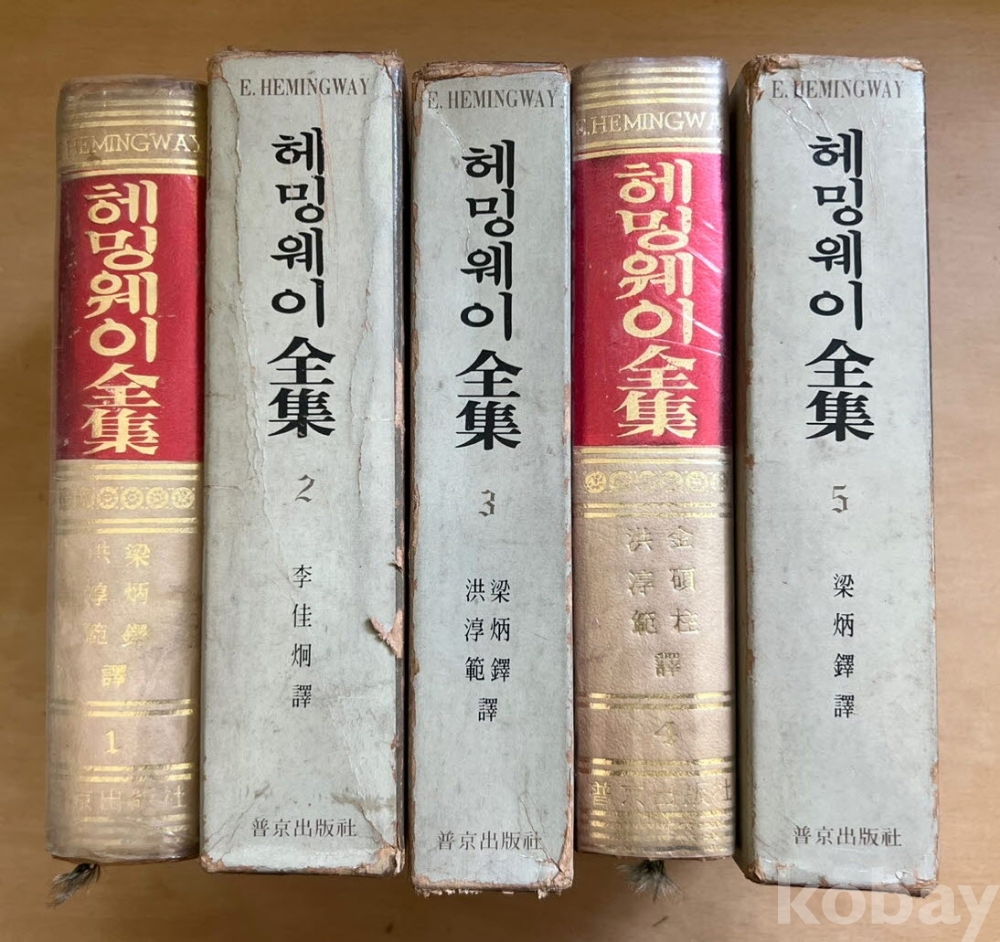 HEMINGWAY
헤밍웨이全集
梁炳鐸
洪淳範
譯
1
京出版社
E. HEMINGWAY
헤밍웨이全集
2
李佳炯譯
普京出版社
E. HEMINGWAY
헤밍웨이全集
3
梁炳鐸
洪淳範
譯
普京出版社
E. HEMINGWA
헤밍웨이全集
金碩柱
洪淳範
譯
4
普京出版社
E. HEMINGWAY
헤밍웨이全集
5
梁炳鐸譯
普京出版社
kobay